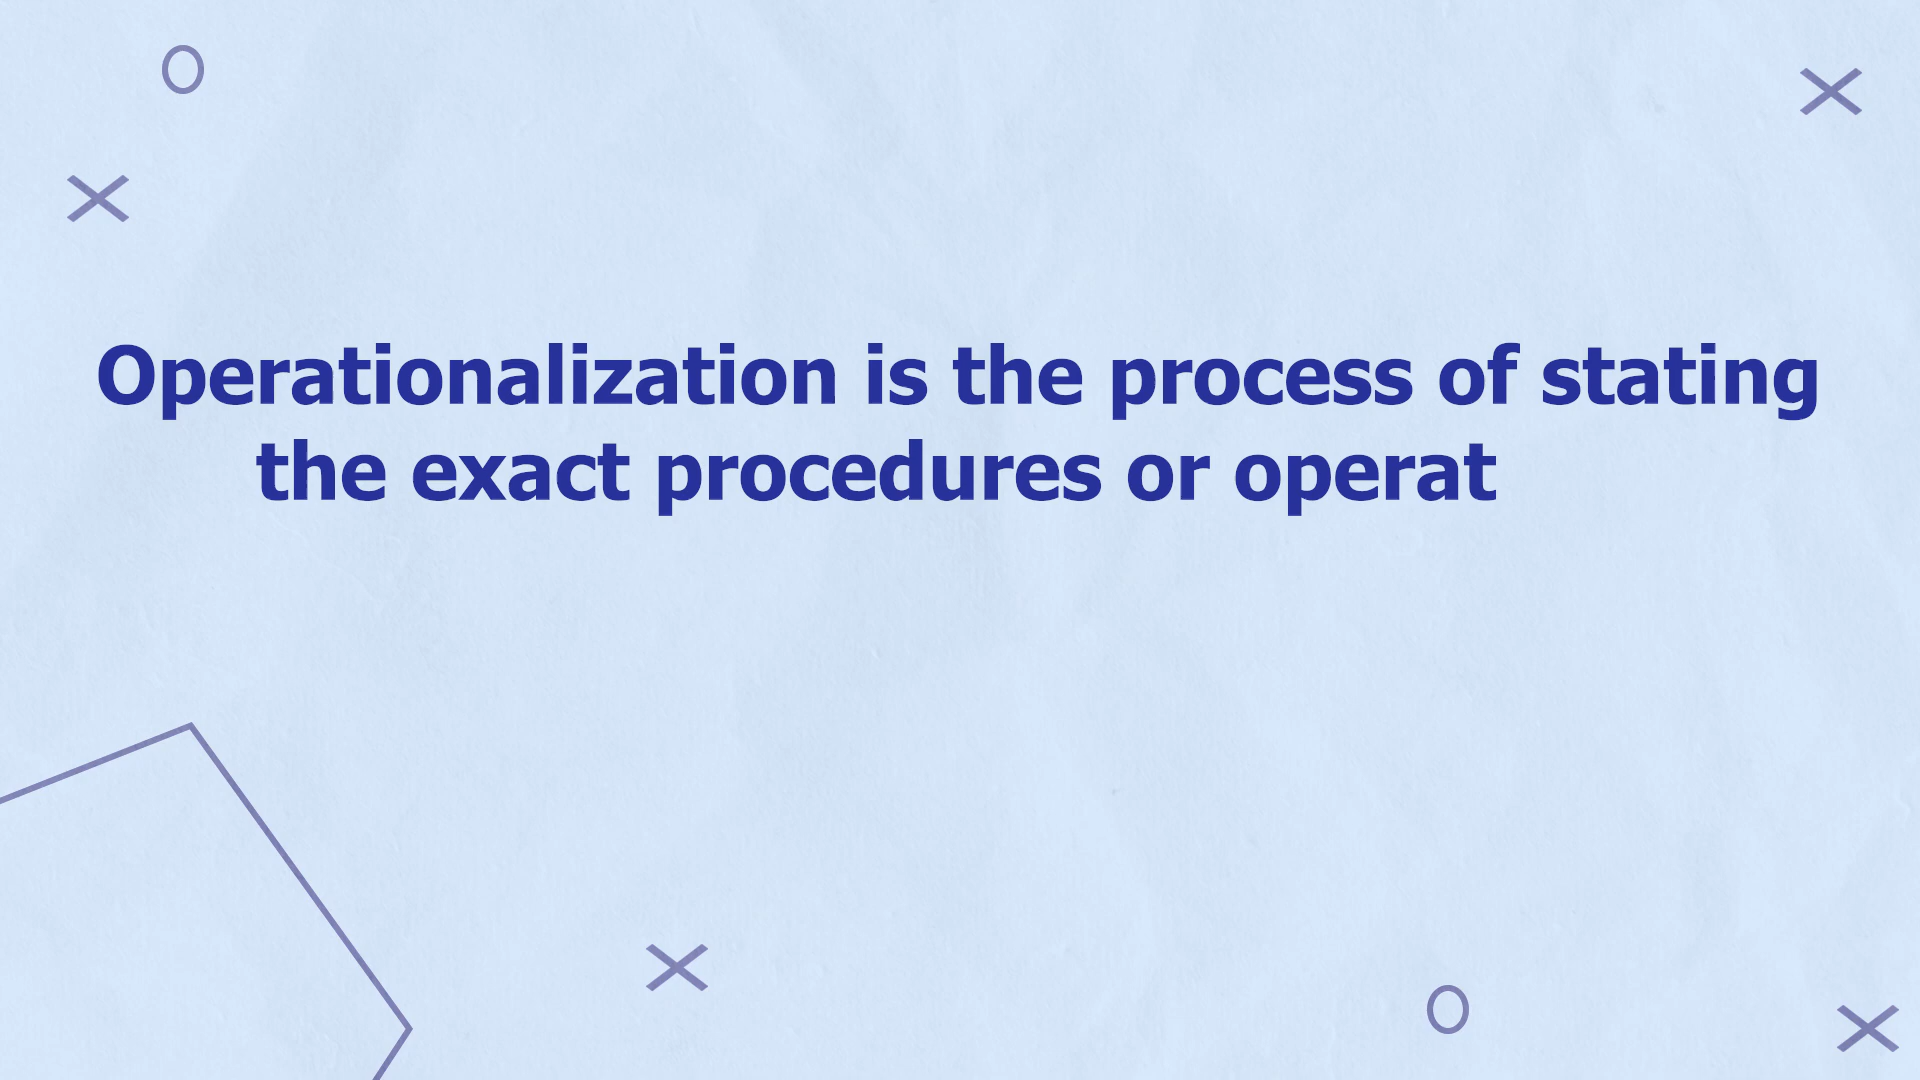 Operationalization is the process of stating
the exact procedures or operat